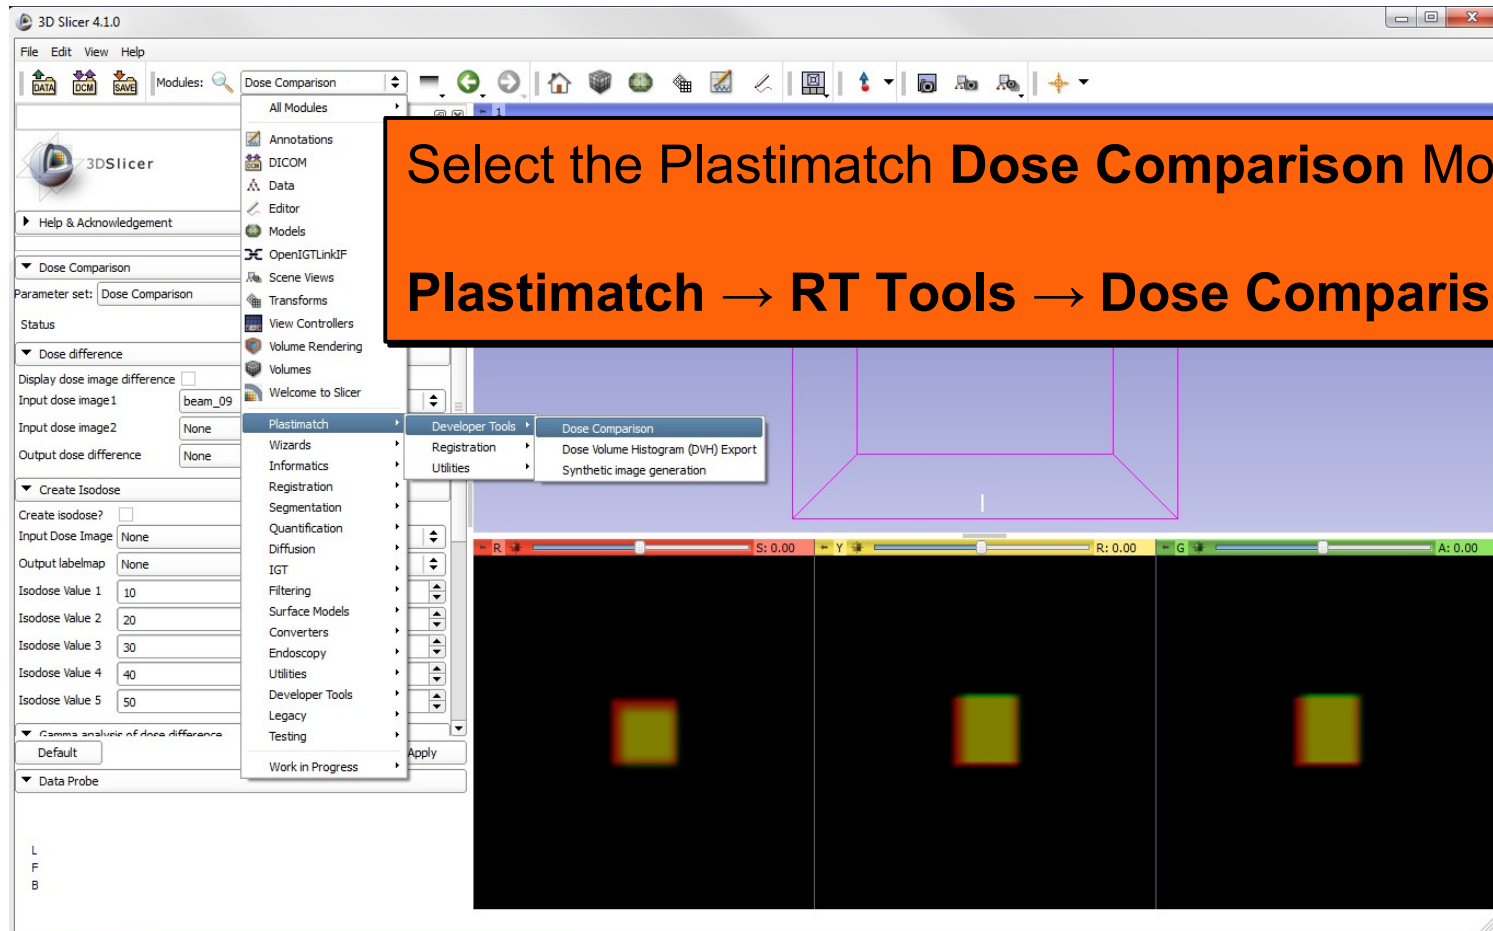 3D Slicer 4.1.0
File Edit View Help
DATA DCM SAVE Modules: Dose Comparison
1
3DSlicer
Help & Acknowledgement
Dose Comparison
Parameter set: Dose Comparison
Status
Dose difference
Display dose image difference
Input dose image1 beam_09
Input dose image2 None
Output dose difference None
Create Isodose
Create isodose?
Input Dose Image None
Output labelmap None
Isodose Value 1 10
Isodose Value 2 20
Isodose Value 3 30
Isodose Value 4 40
Isodose Value 5 50
Gamma analysis of dose difference
Default Apply
Data Probe
L
F
B
All Modules
Annotations
DICOM
Data
Editor
Models
OpenIGTLinkIF
Scene Views
Transforms
View Controllers
Volume Rendering
Volumes
Welcome to Slicer
Plastimatch
Wizards
Informatics
Registration
Segmentation
Quantification
Diffusion
IGT
Filtering
Surface Models
Converters
Endoscopy
Utilities
Developer Tools
Legacy
Testing
Work in Progress
Developer Tools
Registration
Utilities
Dose Comparison
Dose Volume Histogram (DVH) Export
Synthetic image generation
Select the Plastimatch Dose Comparison Mo
Plastimatch → RT Tools → Dose Comparis
I
R S: 0.00
Y R: 0.00
G A: 0.00